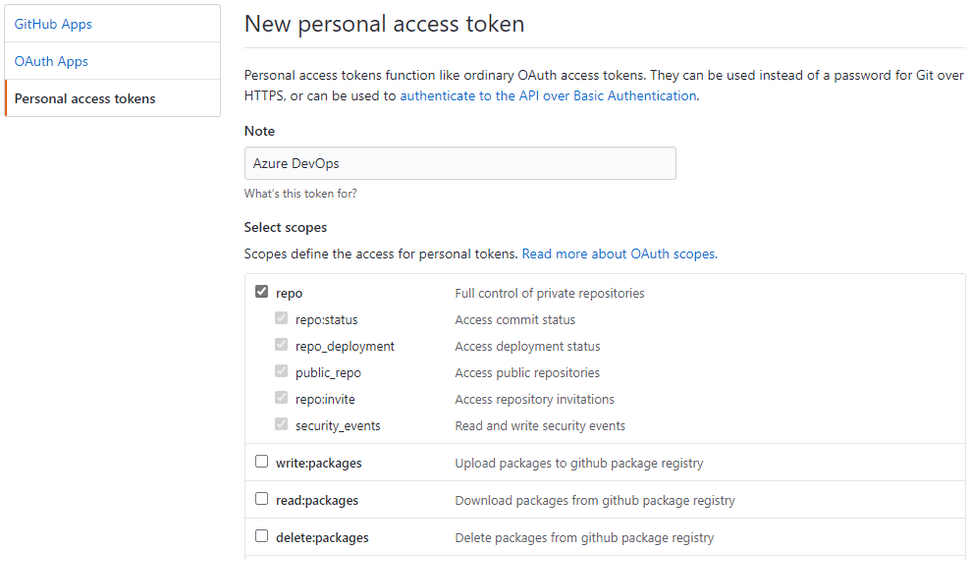 GitHub Apps
OAuth Apps
Personal access tokens
New personal access token
Personal access tokens function like ordinary OAuth access tokens. They can be used instead of a password for Git over
HTTPS, or can be used to authenticate to the API over Basic Authentication.
Note
Azure DevOps
What's this token for?
Select scopes
Scopes define the access for personal tokens. Read more about OAuth scopes.
repo Full control of private repositories
repo:status Access commit status
repo_deployment Access deployment status
public_repo Access public repositories
repo:invite Access repository invitations
security_events Read and write security events
write:packages Upload packages to github package registry
read:packages Download packages from github package registry
delete:packages Delete packages from github package registry